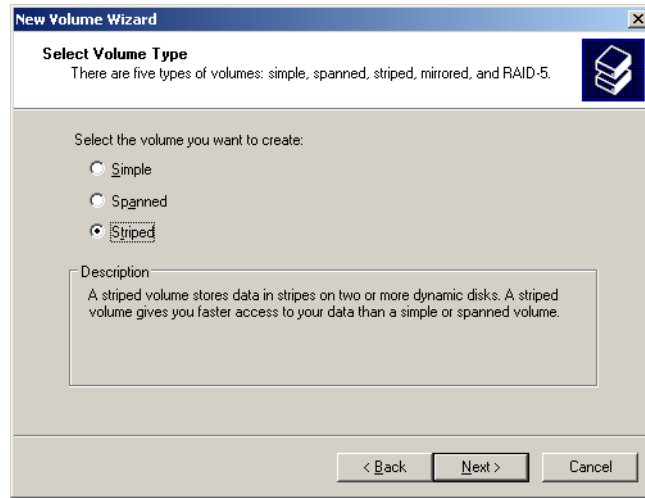 New Volume Wizard
Select Volume Type
There are five types of volumes: simple, spanned, striped, mirrored, and RAID-5.
Select the volume you want to create:
Simple
Spanned
Striped
Description
A striped volume stores data in stripes on two or more dynamic disks. A striped
volume gives you faster access to your data than a simple or spanned volume.
< Back Next > Cancel